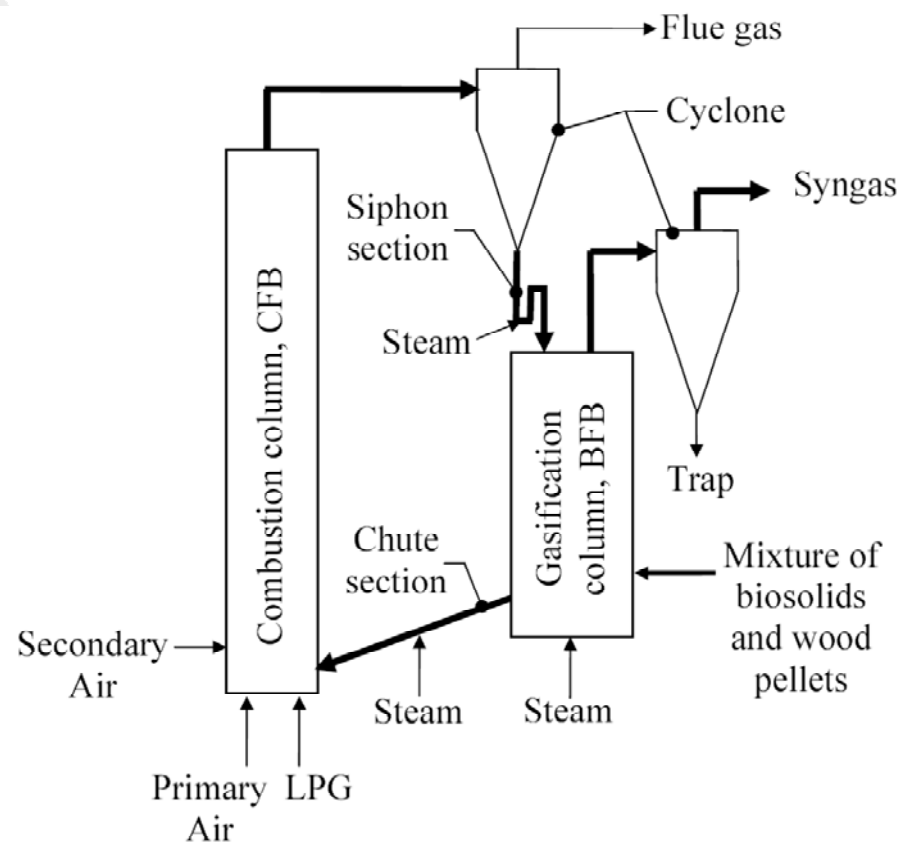 Flue gas
Cyclone
Syngas
Siphon
section
Steam
Combustion column, CFB
Gasification
column, BFB
Trap
Chute
section
Mixture of
biosolids
and wood
pellets
Secondary
Air
Steam
Steam
Primary
Air
LPG